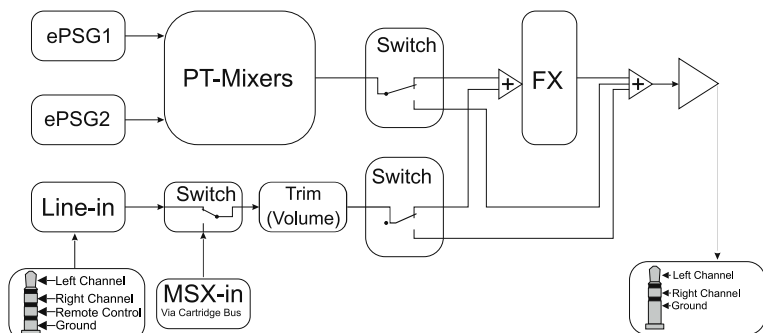 ePSG1
ePSG2
PT-Mixers
Switch
+
FX
+
Line-in
Switch
Trim
(Volume)
Switch
Left Channel
Right Channel
Remote Control
Ground
MSX-in
Via Cartridge Bus
Left Channel
Right Channel
Ground